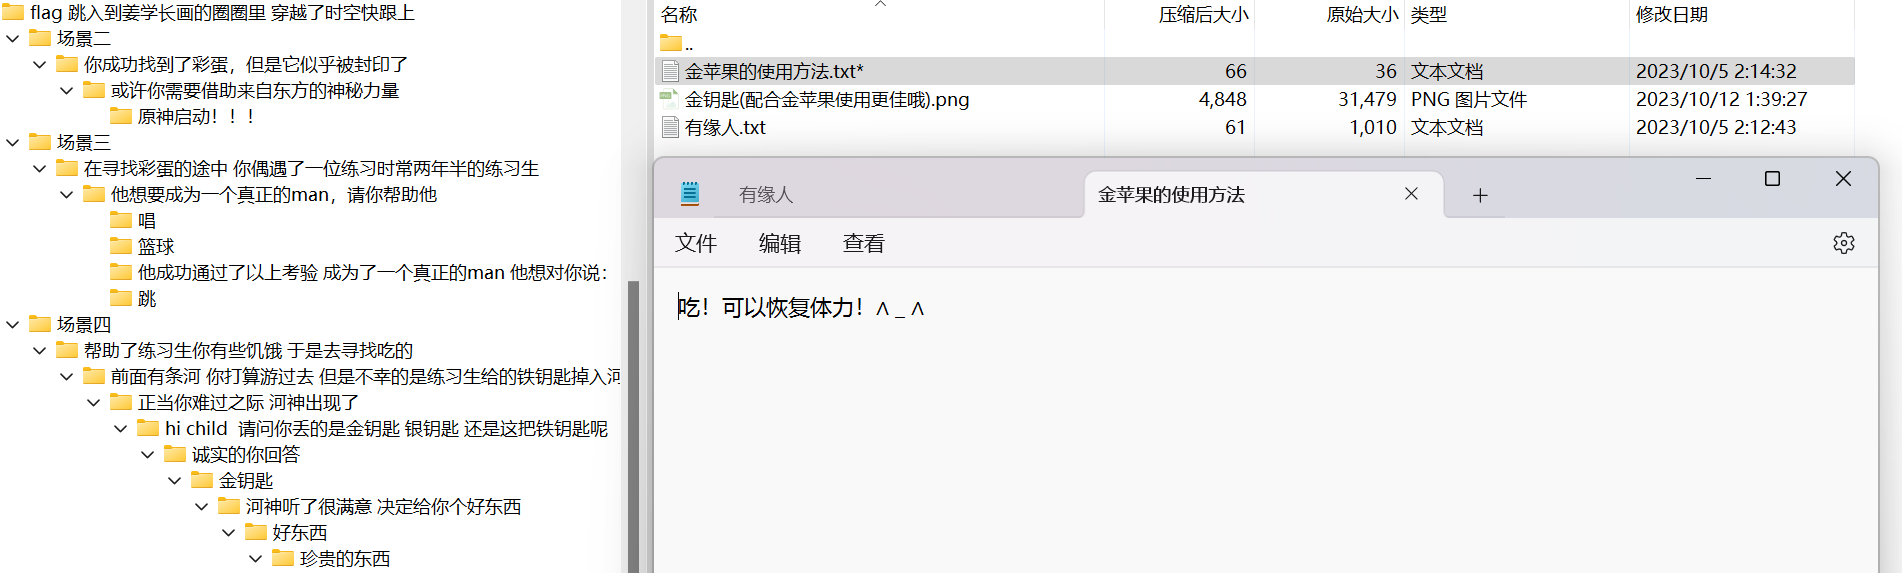 flag 跳入到姜学长画的圈圈里 穿越了时空快跟上
场景二
你成功找到了彩蛋，但是它似乎被封印了
或许你需要借助来自东方的神秘力量
原神启动！！！
场景三
在寻找彩蛋的途中 你偶遇了一位练习时常两年半的练习生
他想要成为一个真正的man，请你帮助他
唱
篮球
他成功通过了以上考验 成为了一个真正的man 他想对你说：
跳
场景四
帮助了练习生你有些饥饿 于是去寻找吃的
前面有条河 你打算游过去 但是不幸的是练习生给的铁钥匙掉入河
正当你难过之际 河神出现了
hi child  请问你丢的是金钥匙 银钥匙 还是这把铁钥匙呢
诚实的你回答
金钥匙
河神听了很满意 决定给你个好东西
好东西
珍贵的东西
名称 压缩后大小 原始大小 类型 修改日期
..
金苹果的使用方法.txt* 66 36 文本文档 2023/10/5 2:14:32
金钥匙(配合金苹果使用更佳哦).png 4,848 31,479 PNG 图片文件 2023/10/12 1:39:27
有缘人.txt 61 1,010 文本文档 2023/10/5 2:12:43
有缘人 金苹果的使用方法
文件 编辑 查看
吃！可以恢复体力！∧ _ ∧